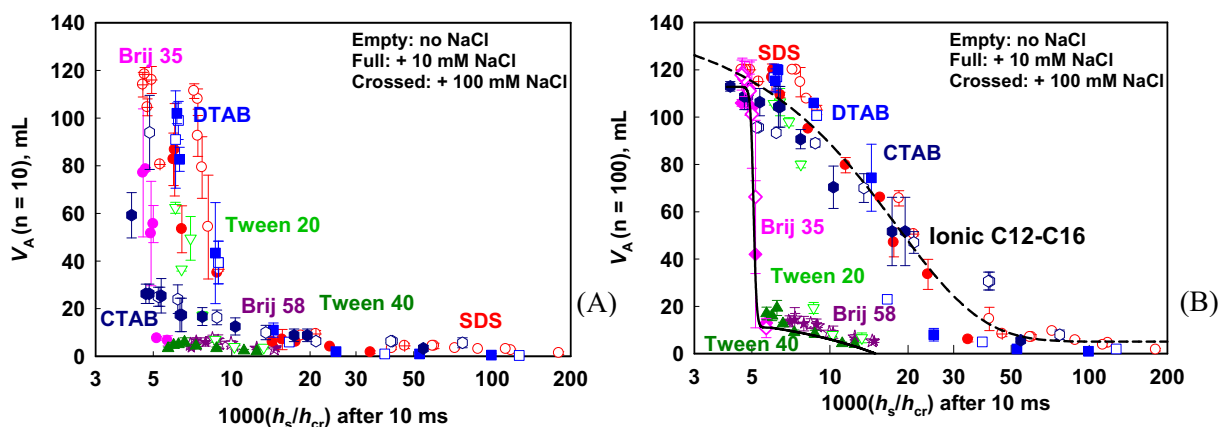 140
120
100
80
60
40
20
0
V_A (n = 10), mL
Brij 35
Empty: no NaCl
Full: + 10 mM NaCl
Crossed: + 100 mM NaCl
DTAB
Tween 20
Brij 58
Tween 40
CTAB
SDS
(A)
3 5 10 20 30 50 100 200
1000(h_s/h_cr) after 10 ms
140
120
100
80
60
40
20
0
V_A (n = 100), mL
SDS
Empty: no NaCl
Full: + 10 mM NaCl
Crossed: + 100 mM NaCl
DTAB
CTAB
Brij 35
Ionic C12-C16
Tween 20
Brij 58
Tween 40
(B)
3 5 10 20 30 50 100 200
1000(h_s/h_cr) after 10 ms